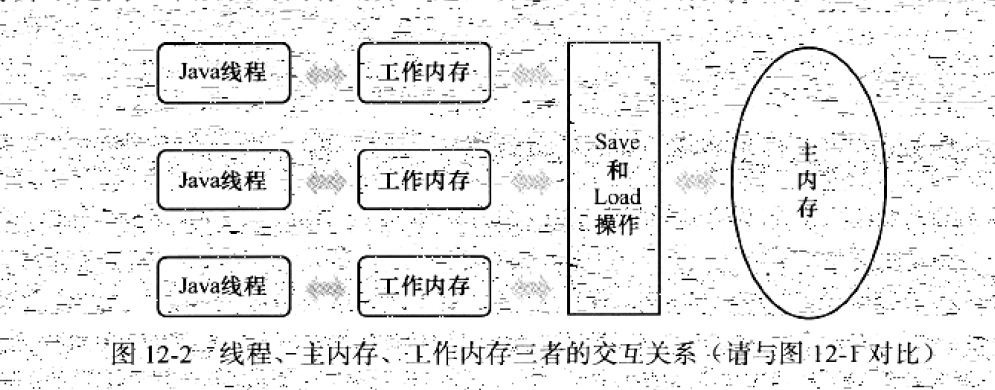 Java线程
工作内存
Java线程
工作内存
Java线程
工作内存
Save
和
Load
操作
主
内
存
图 12-2 线程、主内存、工作内存三者的交互关系（请与图 12-1 对比）